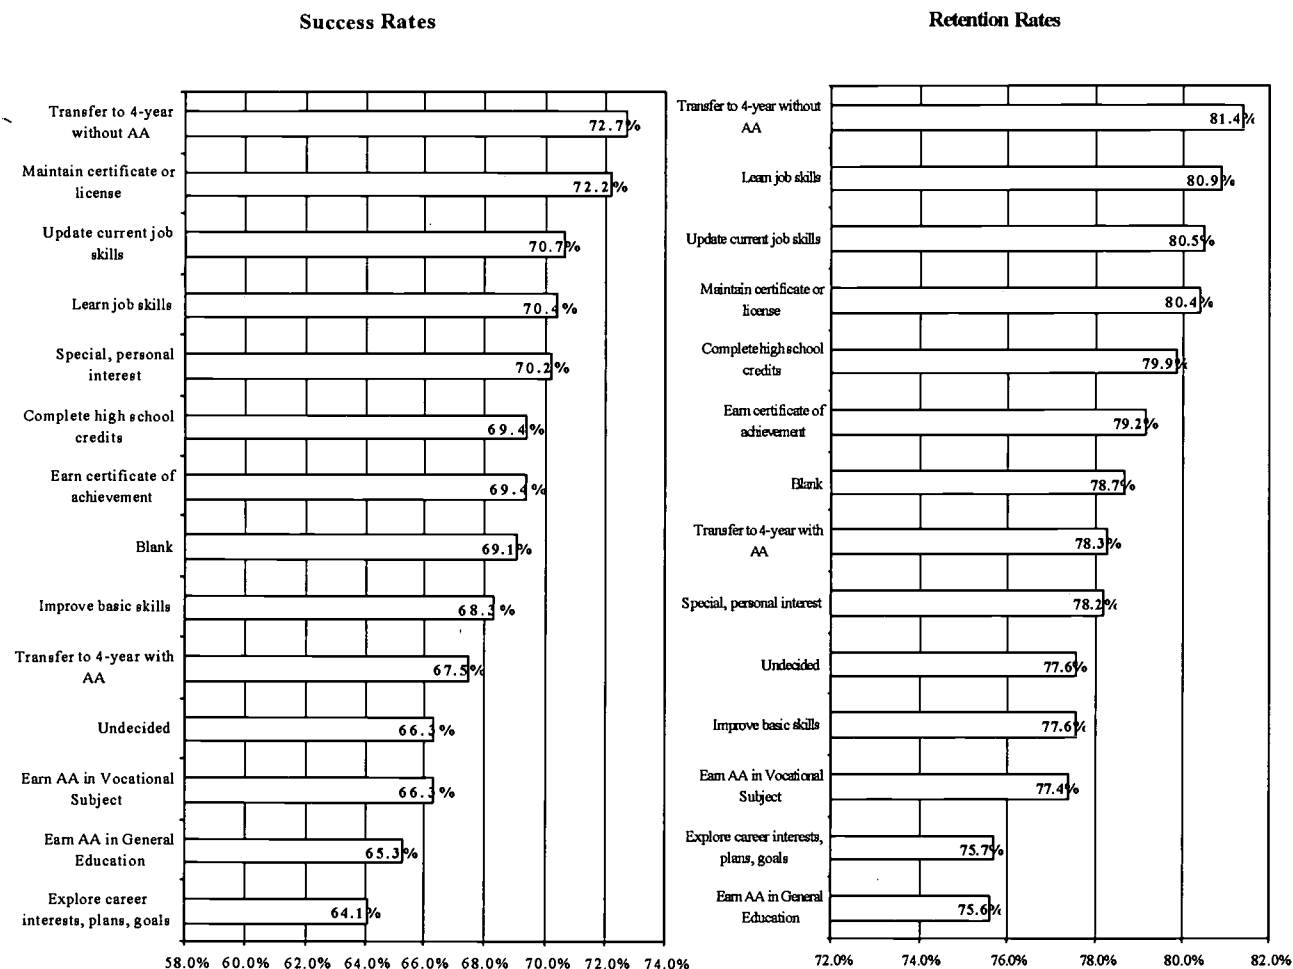 Success Rates
Transfer to 4-year
without AA
72.7%
Maintain certificate or
license
72.2%
Update current job
skills
70.7%
Learn job skills
70.4%
Special, personal
interest
70.2%
Complete high school
credits
69.4%
Earn certificate of
achievement
69.4%
Blank
69.1%
Improve basic skills
68.3%
Transfer to 4-year with
AA
67.5%
Undecided
66.3%
Earn AA in Vocational
Subject
66.3%
Earn AA in General
Education
65.3%
Explore career
interests, plans, goals
64.1%
58.0% 60.0% 62.0% 64.0% 66.0% 68.0% 70.0% 72.0% 74.0%
Retention Rates
Transfer to 4-year without
AA
81.4%
Learn job skills
80.9%
Update current job skills
80.5%
Maintain certificate or
license
80.4%
Complete high school
credits
79.9%
Earn certificate of
achievement
79.2%
Blank
78.7%
Transfer to 4-year with
AA
78.3%
Special, personal interest
78.2%
Undecided
77.6%
Improve basic skills
77.6%
Earn AA in Vocational
Subject
77.4%
Explore career interests,
plans, goals
75.7%
Earn AA in General
Education
75.6%
72.0% 74.0% 76.0% 78.0% 80.0% 82.0%